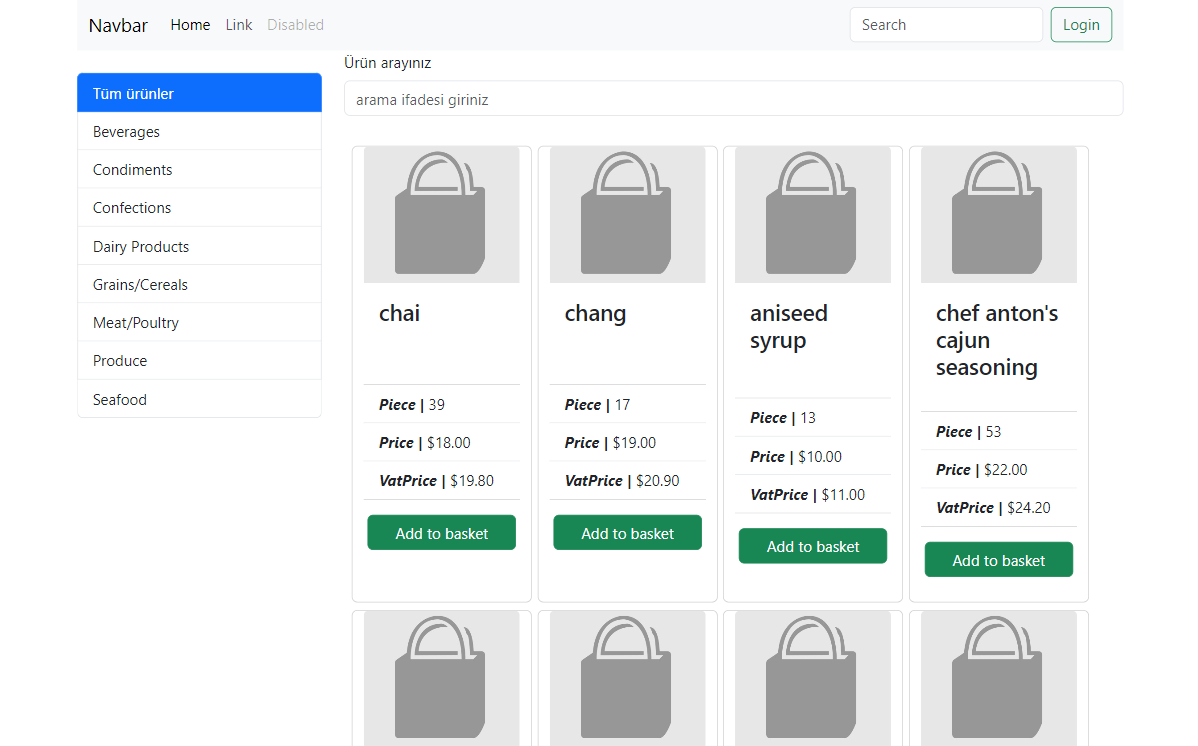 Navbar Home Link Disabled Search Login
Ürün arayınız
arama ifadesi giriniz
Tüm ürünler
Beverages
Condiments
Confections
Dairy Products
Grains/Cereals
Meat/Poultry
Produce
Seafood
chai
Piece | 39
Price | $18.00
VatPrice | $19.80
Add to basket
chang
Piece | 17
Price | $19.00
VatPrice | $20.90
Add to basket
aniseed
syrup
Piece | 13
Price | $10.00
VatPrice | $11.00
Add to basket
chef anton's
cajun
seasoning
Piece | 53
Price | $22.00
VatPrice | $24.20
Add to basket